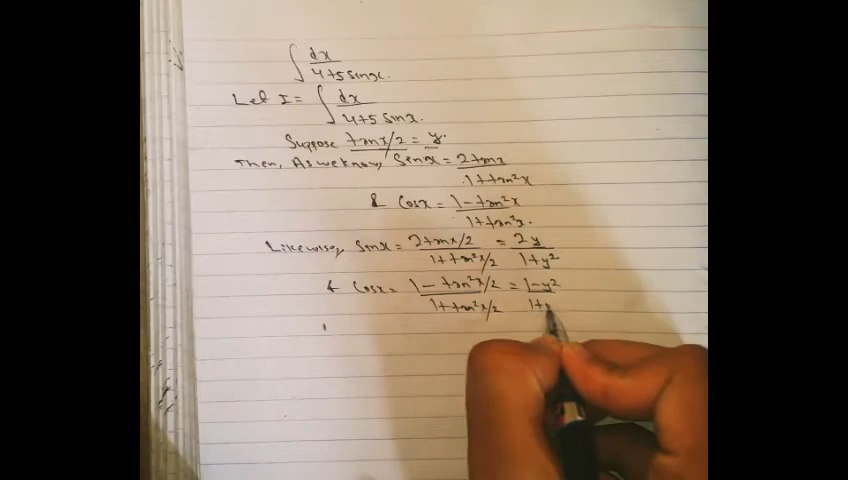 ∫ dx / 4+5 sinx.
Let I = ∫ dx / 4+5 sinx.
Suppose tanx/2 = y.
Then, As we know, Sin2x = 2tanx / 1+tan²x
& Cosx = 1-tan²x / 1+tan²x.
Likewise, sinx = 2tanx/2 / 1+tan²x/2 = 2y / 1+y²
& Cosx = 1-tan²x/2 / 1+tan²x/2 = 1-y² / 1+